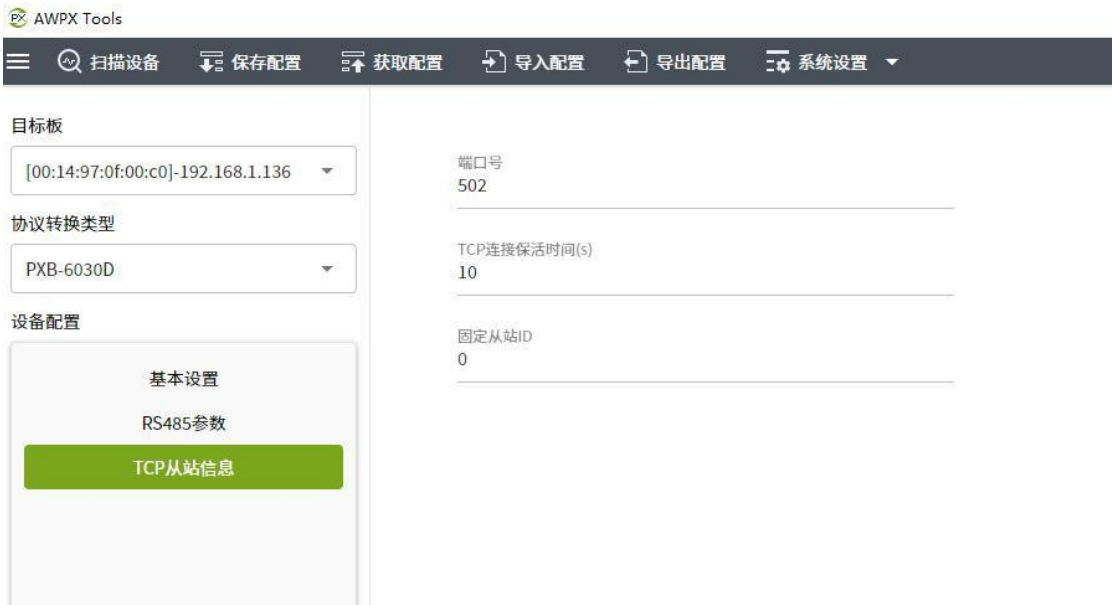 PX AWPX Tools
扫描设备 保存配置 获取配置 导入配置 导出配置 系统设置
目标板
[00:14:97:0f:00:c0]-192.168.1.136
协议转换类型
PXB-6030D
设备配置
基本设置
RS485参数
TCP从站信息
端口号
502
TCP连接保活时间(s)
10
固定从站ID
0